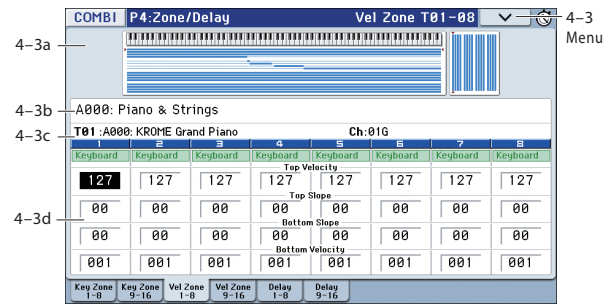 COMBI P4:Zone/Delay Vel Zone T01-08
4–3
Menu
4–3a
4–3b
A000: Piano & Strings
4–3c
T01 :A000: KROME Grand Piano Ch:01G
1 2 3 4 5 6 7 8
Keyboard Keyboard Keyboard Keyboard Keyboard Keyboard Keyboard Keyboard
Top Velocity
127 127 127 127 127 127 127 127
Top Slope
4–3d
00 00 00 00 00 00 00 00
Bottom Slope
00 00 00 00 00 00 00 00
Bottom Velocity
001 001 001 001 001 001 001 001
Key Zone 1-8 Key Zone 9-16 Vel Zone 1-8 Vel Zone 9-16 Delay 1-8 Delay 9-16